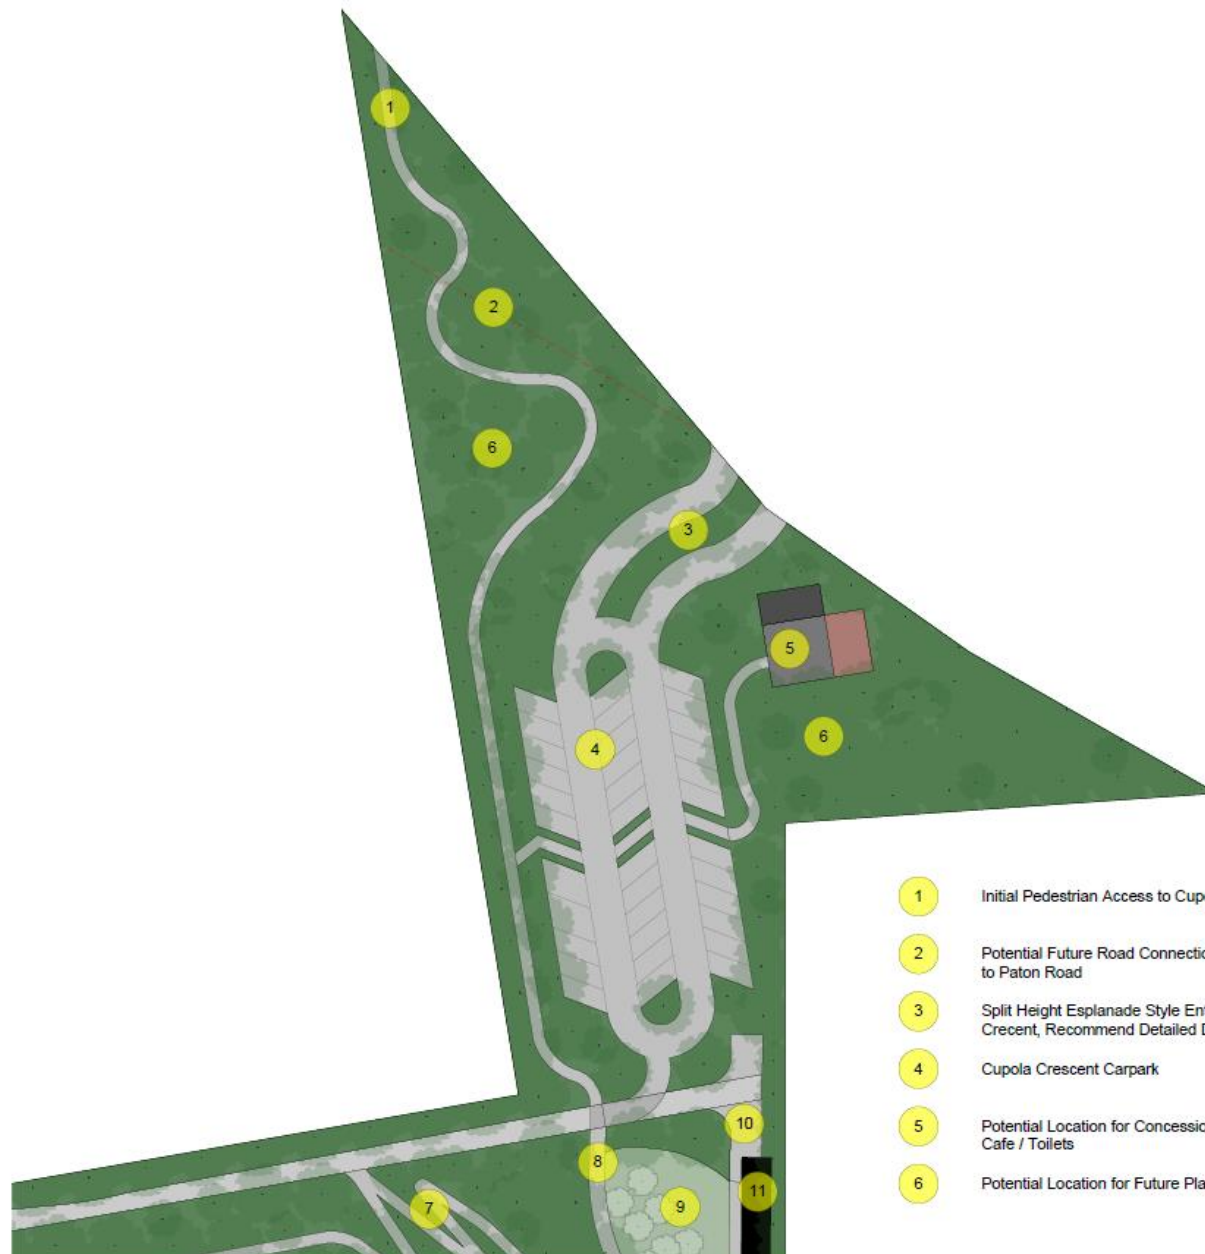 1
2
6
3
5
4
6
10
8
11
9
7
1 Initial Pedestrian Access to
2 Potential Future Road
to Paton Road
3 Split Height Esplanade Style
Crecent, Recommend Detailed
4 Cupola Crescent Carpark
5 Potential Location for
Cafe / Toilets
6 Potential Location for Future